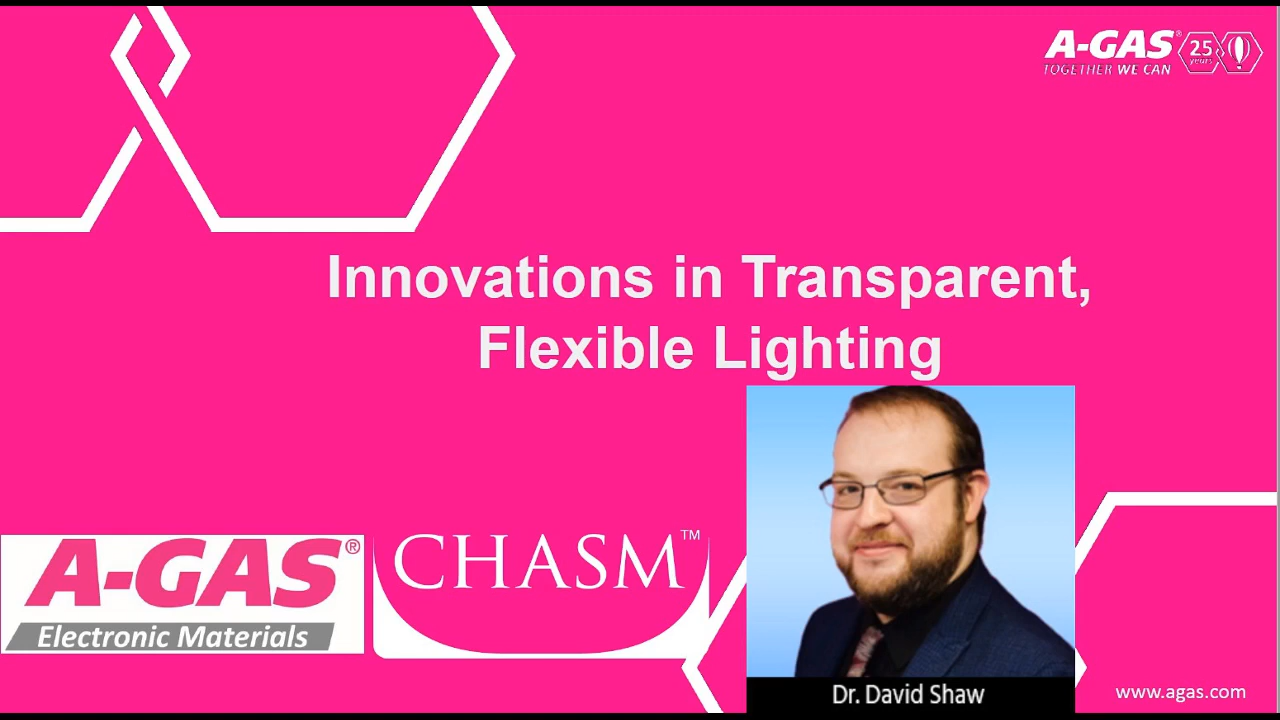 A-GAS®
TOGETHER WE CAN
25
years
Innovations in Transparent,
Flexible Lighting
A-GAS®
Electronic Materials
CHASM™
Dr. David Shaw
www.agas.com